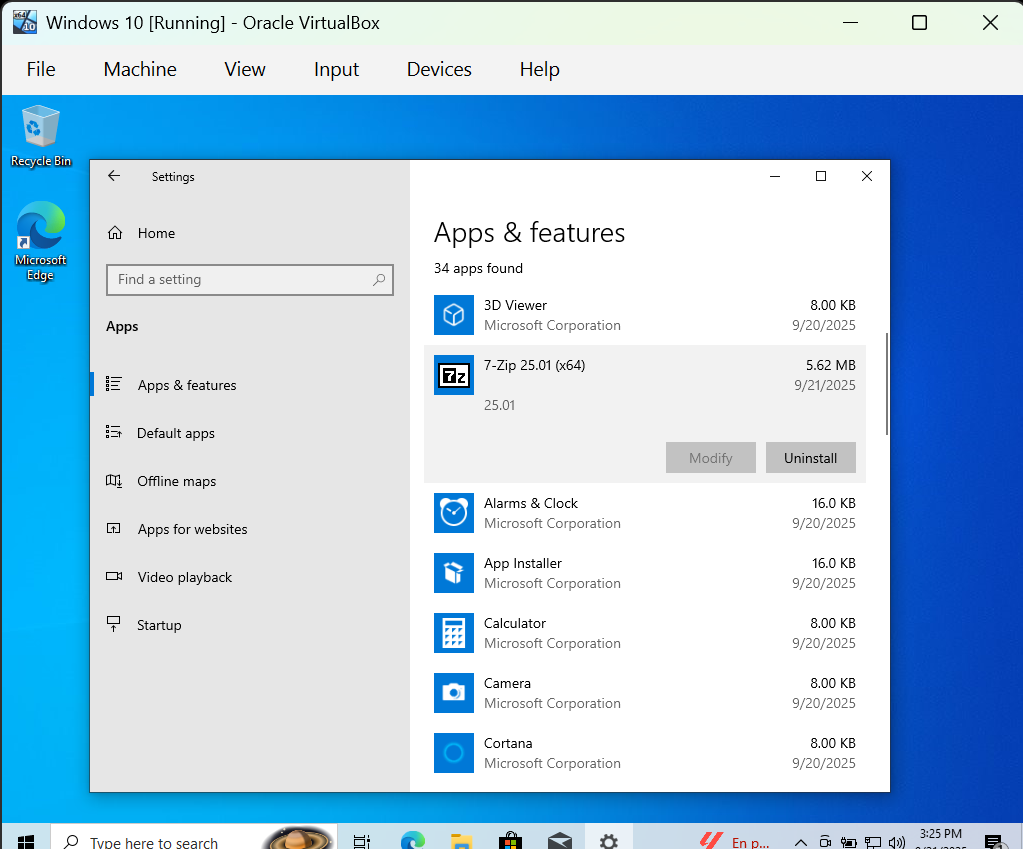 Windows 10 [Running] - Oracle VirtualBox
File Machine View Input Devices Help
Recycle Bin
Microsoft
Edge
Settings
Home
Find a setting
Apps
Apps & features
Default apps
Offline maps
Apps for websites
Video playback
Startup
Apps & features
34 apps found
3D Viewer 8.00 KB
Microsoft Corporation 9/20/2025
7z
7-Zip 25.01 (x64) 5.62 MB
9/21/2025
25.01
Modify Uninstall
Alarms & Clock 16.0 KB
Microsoft Corporation 9/20/2025
App Installer 16.0 KB
Microsoft Corporation 9/20/2025
Calculator 8.00 KB
Microsoft Corporation 9/20/2025
Camera 8.00 KB
Microsoft Corporation 9/20/2025
Cortana 8.00 KB
Microsoft Corporation 9/20/2025
Type here to search
En p...
3:25 PM